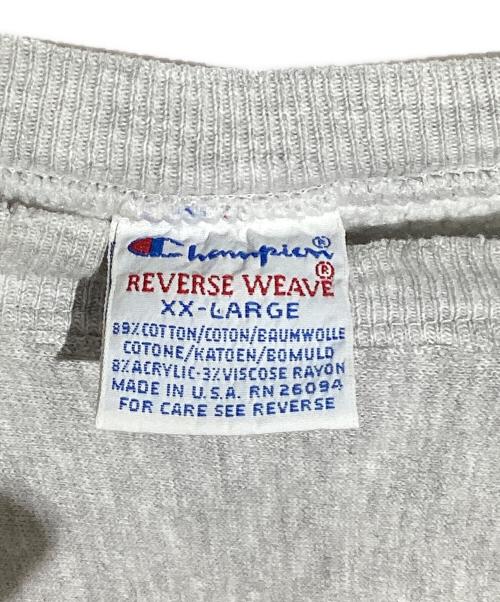 Champion®
REVERSE WEAVE®
XX-LARGE
89%COTTON/COTON/BAUMWOLLE
COTONE/KATOEN/BOMULD
8%ACRYLIC-3%VISCOSE RAYON
MADE IN U.S.A. RN 26094
FOR CARE SEE REVERSE